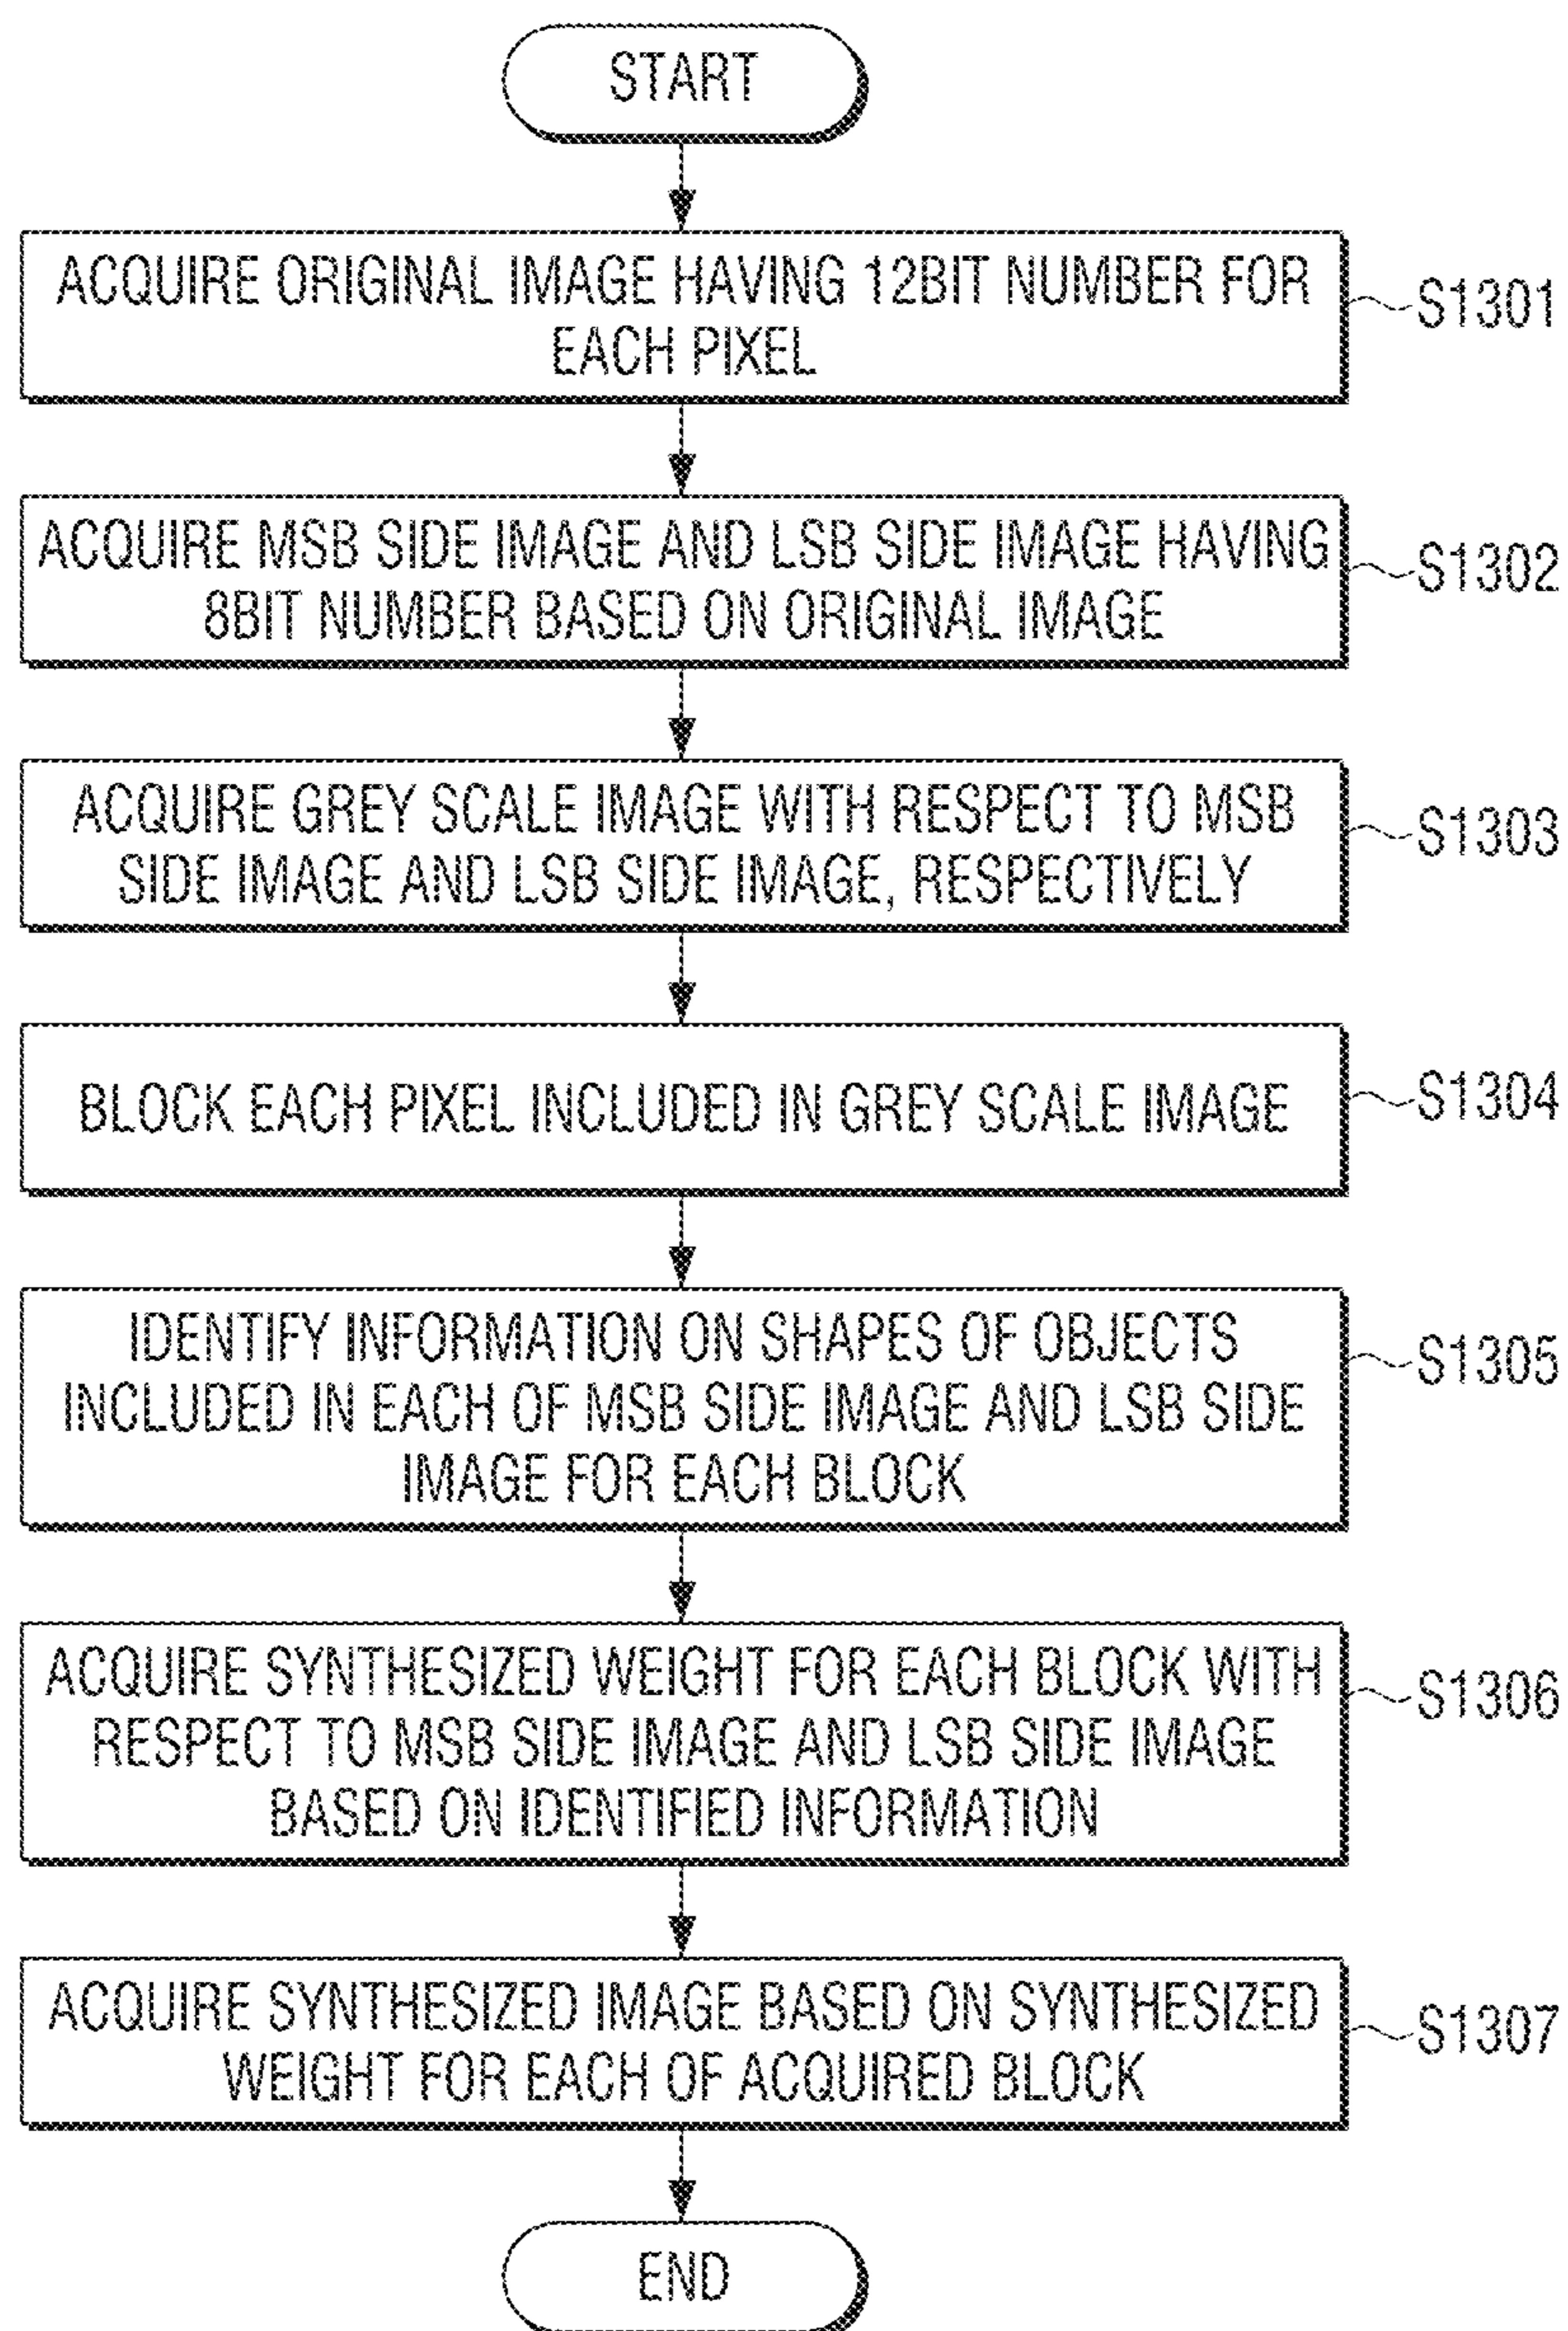 START
ACQUIRE ORIGINAL IMAGE HAVING 12BIT NUMBER FOR
EACH PIXEL
S1301
ACQUIRE MSB SIDE IMAGE AND LSB SIDE IMAGE HAVING
8BIT NUMBER BASED ON ORIGINAL IMAGE
S1302
ACQUIRE GREY SCALE IMAGE WITH RESPECT TO MSB
SIDE IMAGE AND LSB SIDE IMAGE, RESPECTIVELY
S1303
BLOCK EACH PIXEL INCLUDED IN GREY SCALE IMAGE
S1304
IDENTIFY INFORMATION ON SHAPES OF OBJECTS
INCLUDED IN EACH OF MSB SIDE IMAGE AND LSB SIDE
IMAGE FOR EACH BLOCK
S1305
ACQUIRE SYNTHESIZED WEIGHT FOR EACH BLOCK WITH
RESPECT TO MSB SIDE IMAGE AND LSB SIDE IMAGE
BASED ON IDENTIFIED INFORMATION
S1306
ACQUIRE SYNTHESIZED IMAGE BASED ON SYNTHESIZED
WEIGHT FOR EACH OF ACQUIRED BLOCK
S1307
END